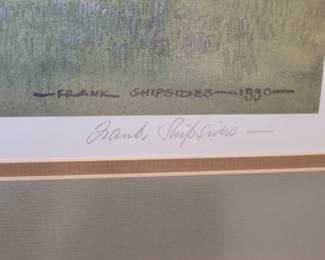 —FRANK SHIPSIDES—1990—
Frank Shipsides—